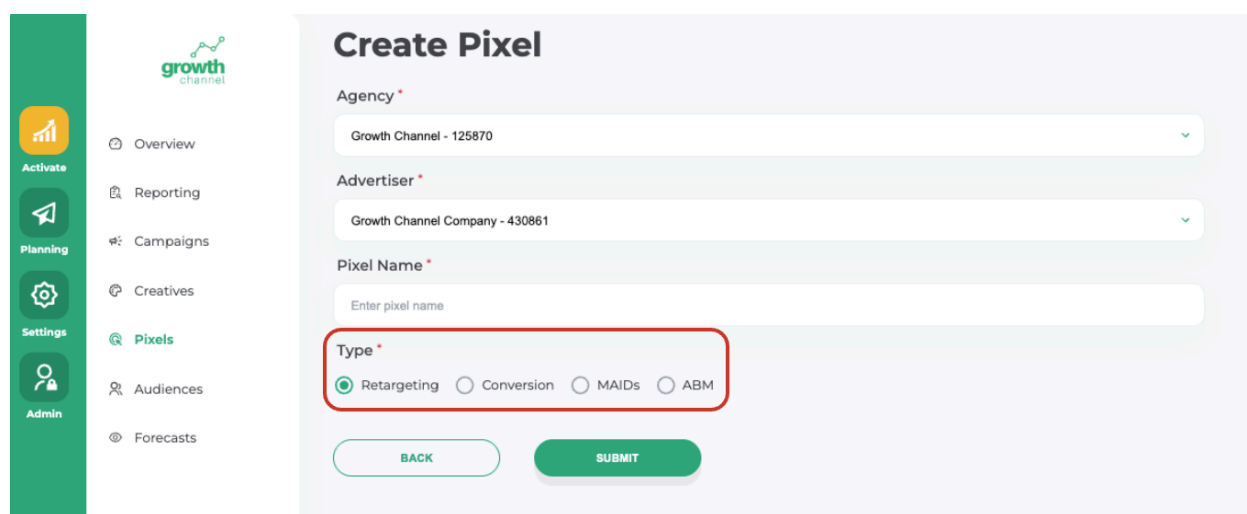 Activate
Planning
Settings
Admin
growth
channel
Overview
Reporting
Campaigns
Creatives
Pixels
Audiences
Forecasts
Create Pixel
Agency *
Growth Channel - 125870
Advertiser *
Growth Channel Company - 430861
Pixel Name *
Enter pixel name
Type *
Retargeting Conversion MAIDs ABM
BACK SUBMIT